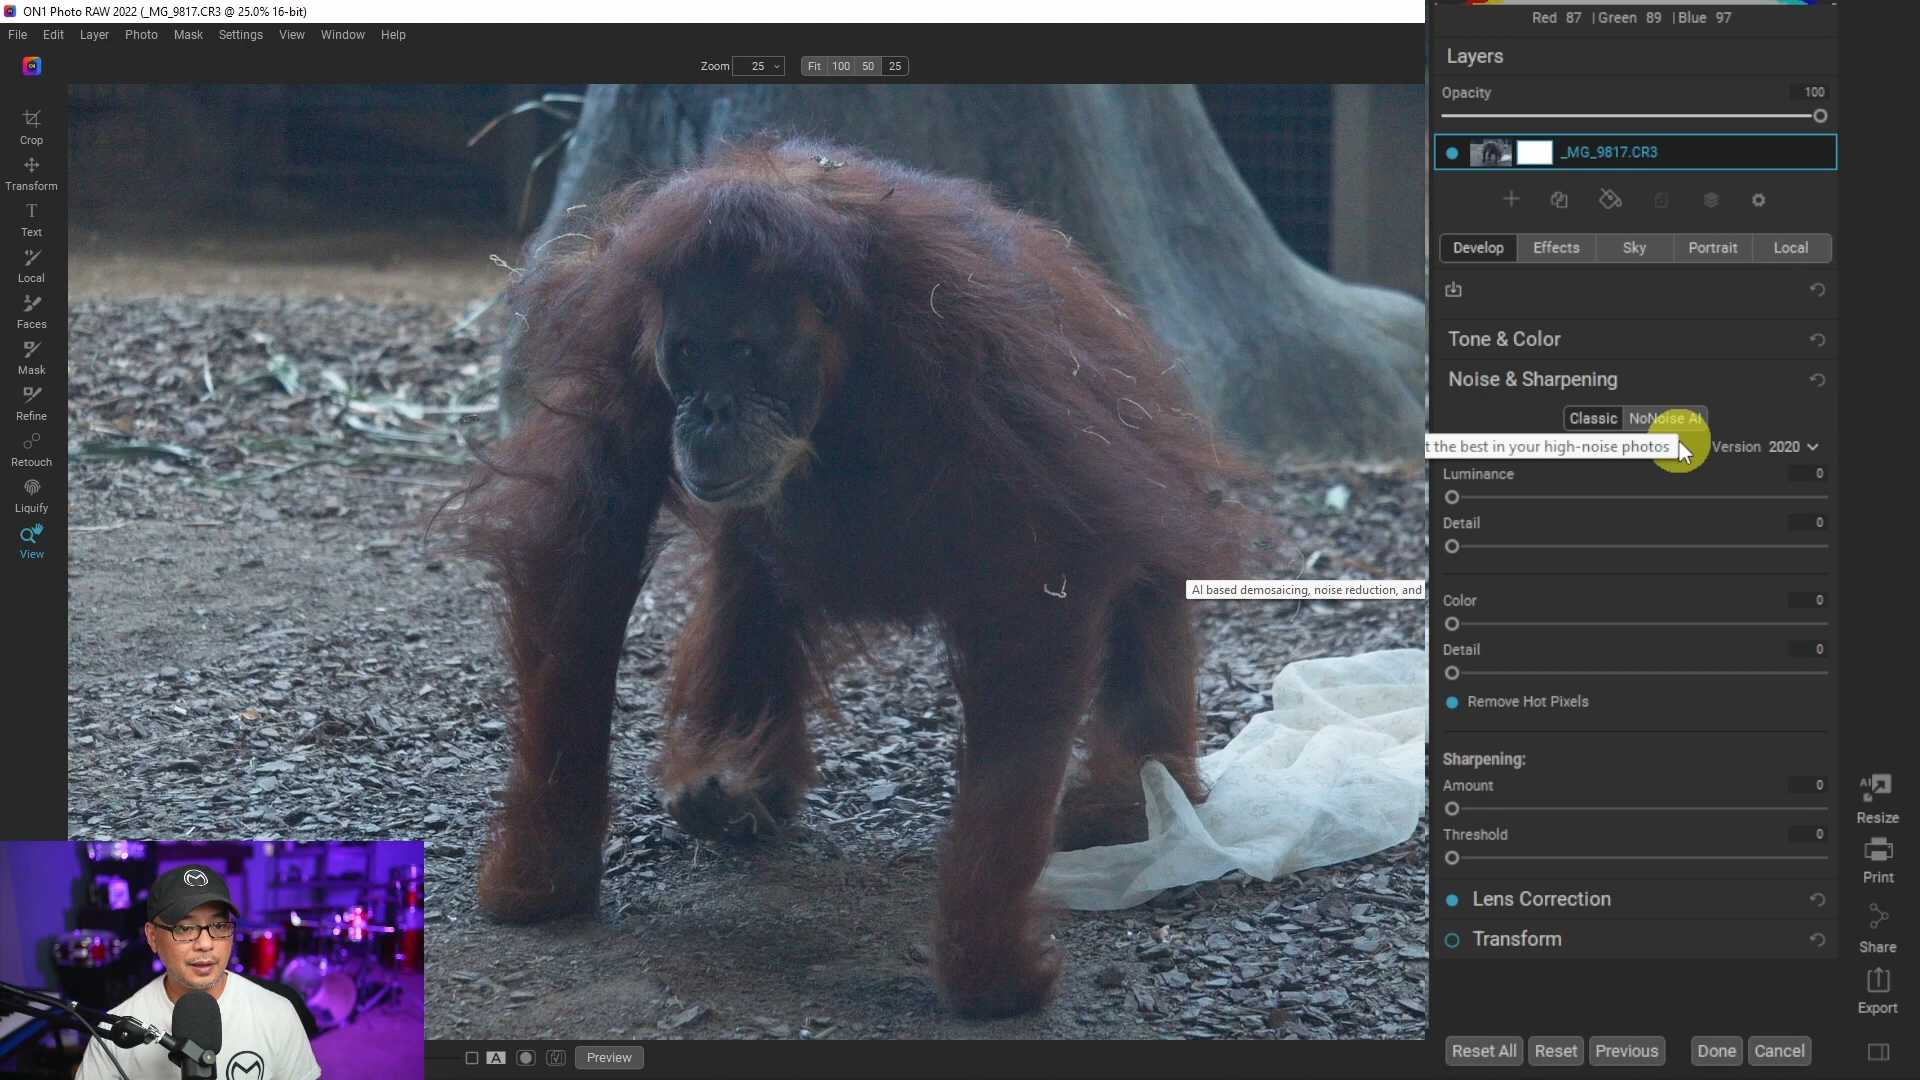 ON1 Photo RAW 2022 (_MG_9817.CR3 @ 25.0% 16-bit)
File Edit Layer Photo Mask Settings View Window Help
Zoom 25 Fit 100 50 25
Crop
Transform
Text
Local
Faces
Mask
Refine
Retouch
Liquify
View
AI based demosaicing, noise reduction, and
A Preview
Red 87 | Green 89 | Blue 97
Layers
Opacity 100
_MG_9817.CR3
Develop Effects Sky Portrait Local
Tone & Color
Noise & Sharpening
Classic NoNoise AI
t the best in your high-noise photos Version 2020
Luminance 0
Detail 0
Color 0
Detail 0
Remove Hot Pixels
Sharpening:
Amount 0
Threshold 0
Lens Correction
Transform
AI
Resize
Print
Share
Export
Reset All Reset Previous Done Cancel